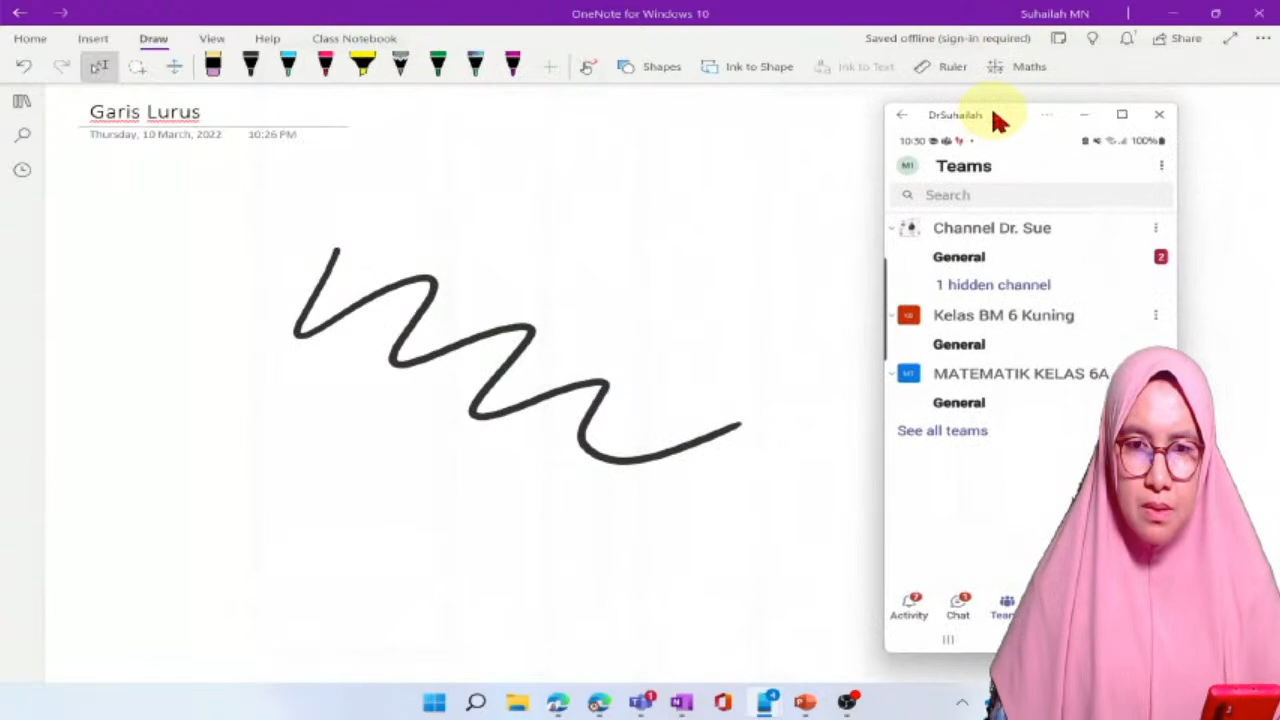 OneNote for Windows 10
Suhailah MN
Home Insert Draw View Help Class Notebook
Saved offline (sign-in required)
Share
Shapes
Ink to Shape
Ink to Text
Ruler
Maths
Garis Lurus
Thursday, 10 March, 2022 10:26 PM
DrSuhailah
10:30
100%
M1
Teams
Search
Channel Dr. Sue
General
2
1 hidden channel
Kelas BM 6 Kuning
General
MATEMATIK KELAS 6A
General
See all teams
Activity
Chat